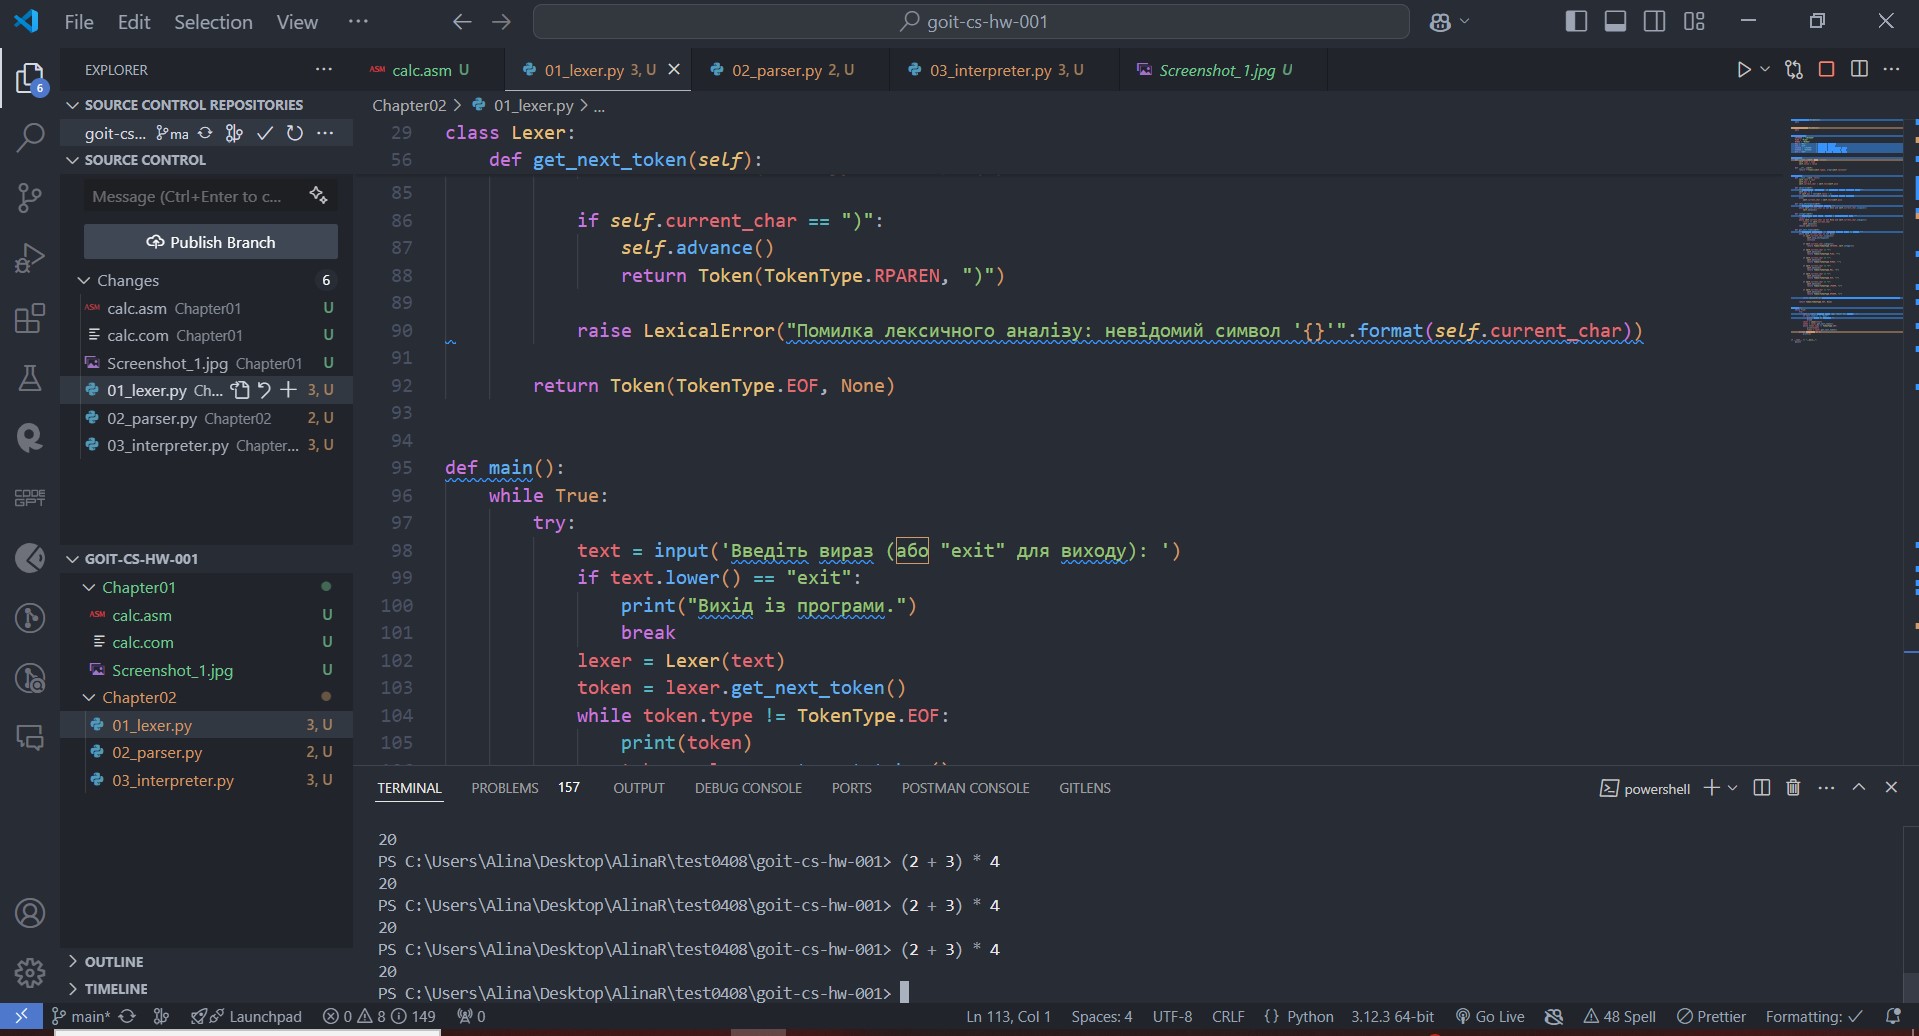 File Edit Selection View ··· goit-cs-hw-001
EXPLORER ···
ASM calc.asm U 01_lexer.py 3, U 02_parser.py 2, U 03_interpreter.py 3, U Screenshot_1.jpg U
6
SOURCE CONTROL REPOSITORIES
goit-cs... ma ···
SOURCE CONTROL
Message (Ctrl+Enter to c...
Publish Branch
Changes 6
ASM calc.asm Chapter01 U
calc.com Chapter01 U
Screenshot_1.jpg Chapter01 U
01_lexer.py Ch... 3, U
02_parser.py Chapter02 2, U
03_interpreter.py Chapter... 3, U
CODE GPT
GOIT-CS-HW-001
Chapter01
ASM calc.asm U
calc.com U
Screenshot_1.jpg U
Chapter02
01_lexer.py 3, U
02_parser.py 2, U
03_interpreter.py 3, U
OUTLINE
TIMELINE
Chapter02 > 01_lexer.py > ...
29 class Lexer:
56 def get_next_token(self):
85
86 if self.current_char == ")":
87 self.advance()
88 return Token(TokenType.RPAREN, ")")
89
90 raise LexicalError("Помилка лексичного аналізу: невідомий символ '{}'".format(self.current_char))
91
92 return Token(TokenType.EOF, None)
93
94
95 def main():
96 while True:
97 try:
98 text = input('Введіть вираз (або "exit" для виходу): ')
99 if text.lower() == "exit":
100 print("Вихід із програми.")
101 break
102 lexer = Lexer(text)
103 token = lexer.get_next_token()
104 while token.type != TokenType.EOF:
105 print(token)
TERMINAL PROBLEMS 157 OUTPUT DEBUG CONSOLE PORTS POSTMAN CONSOLE GITLENS powershell
20
PS C:\Users\Alina\Desktop\AlinaR\test0408\goit-cs-hw-001> (2 + 3) * 4
20
PS C:\Users\Alina\Desktop\AlinaR\test0408\goit-cs-hw-001> (2 + 3) * 4
20
PS C:\Users\Alina\Desktop\AlinaR\test0408\goit-cs-hw-001> (2 + 3) * 4
20
PS C:\Users\Alina\Desktop\AlinaR\test0408\goit-cs-hw-001>
main* Launchpad 0 8 149 0 Ln 113, Col 1 Spaces: 4 UTF-8 CRLF {} Python 3.12.3 64-bit Go Live 48 Spell Prettier Formatting: ✓